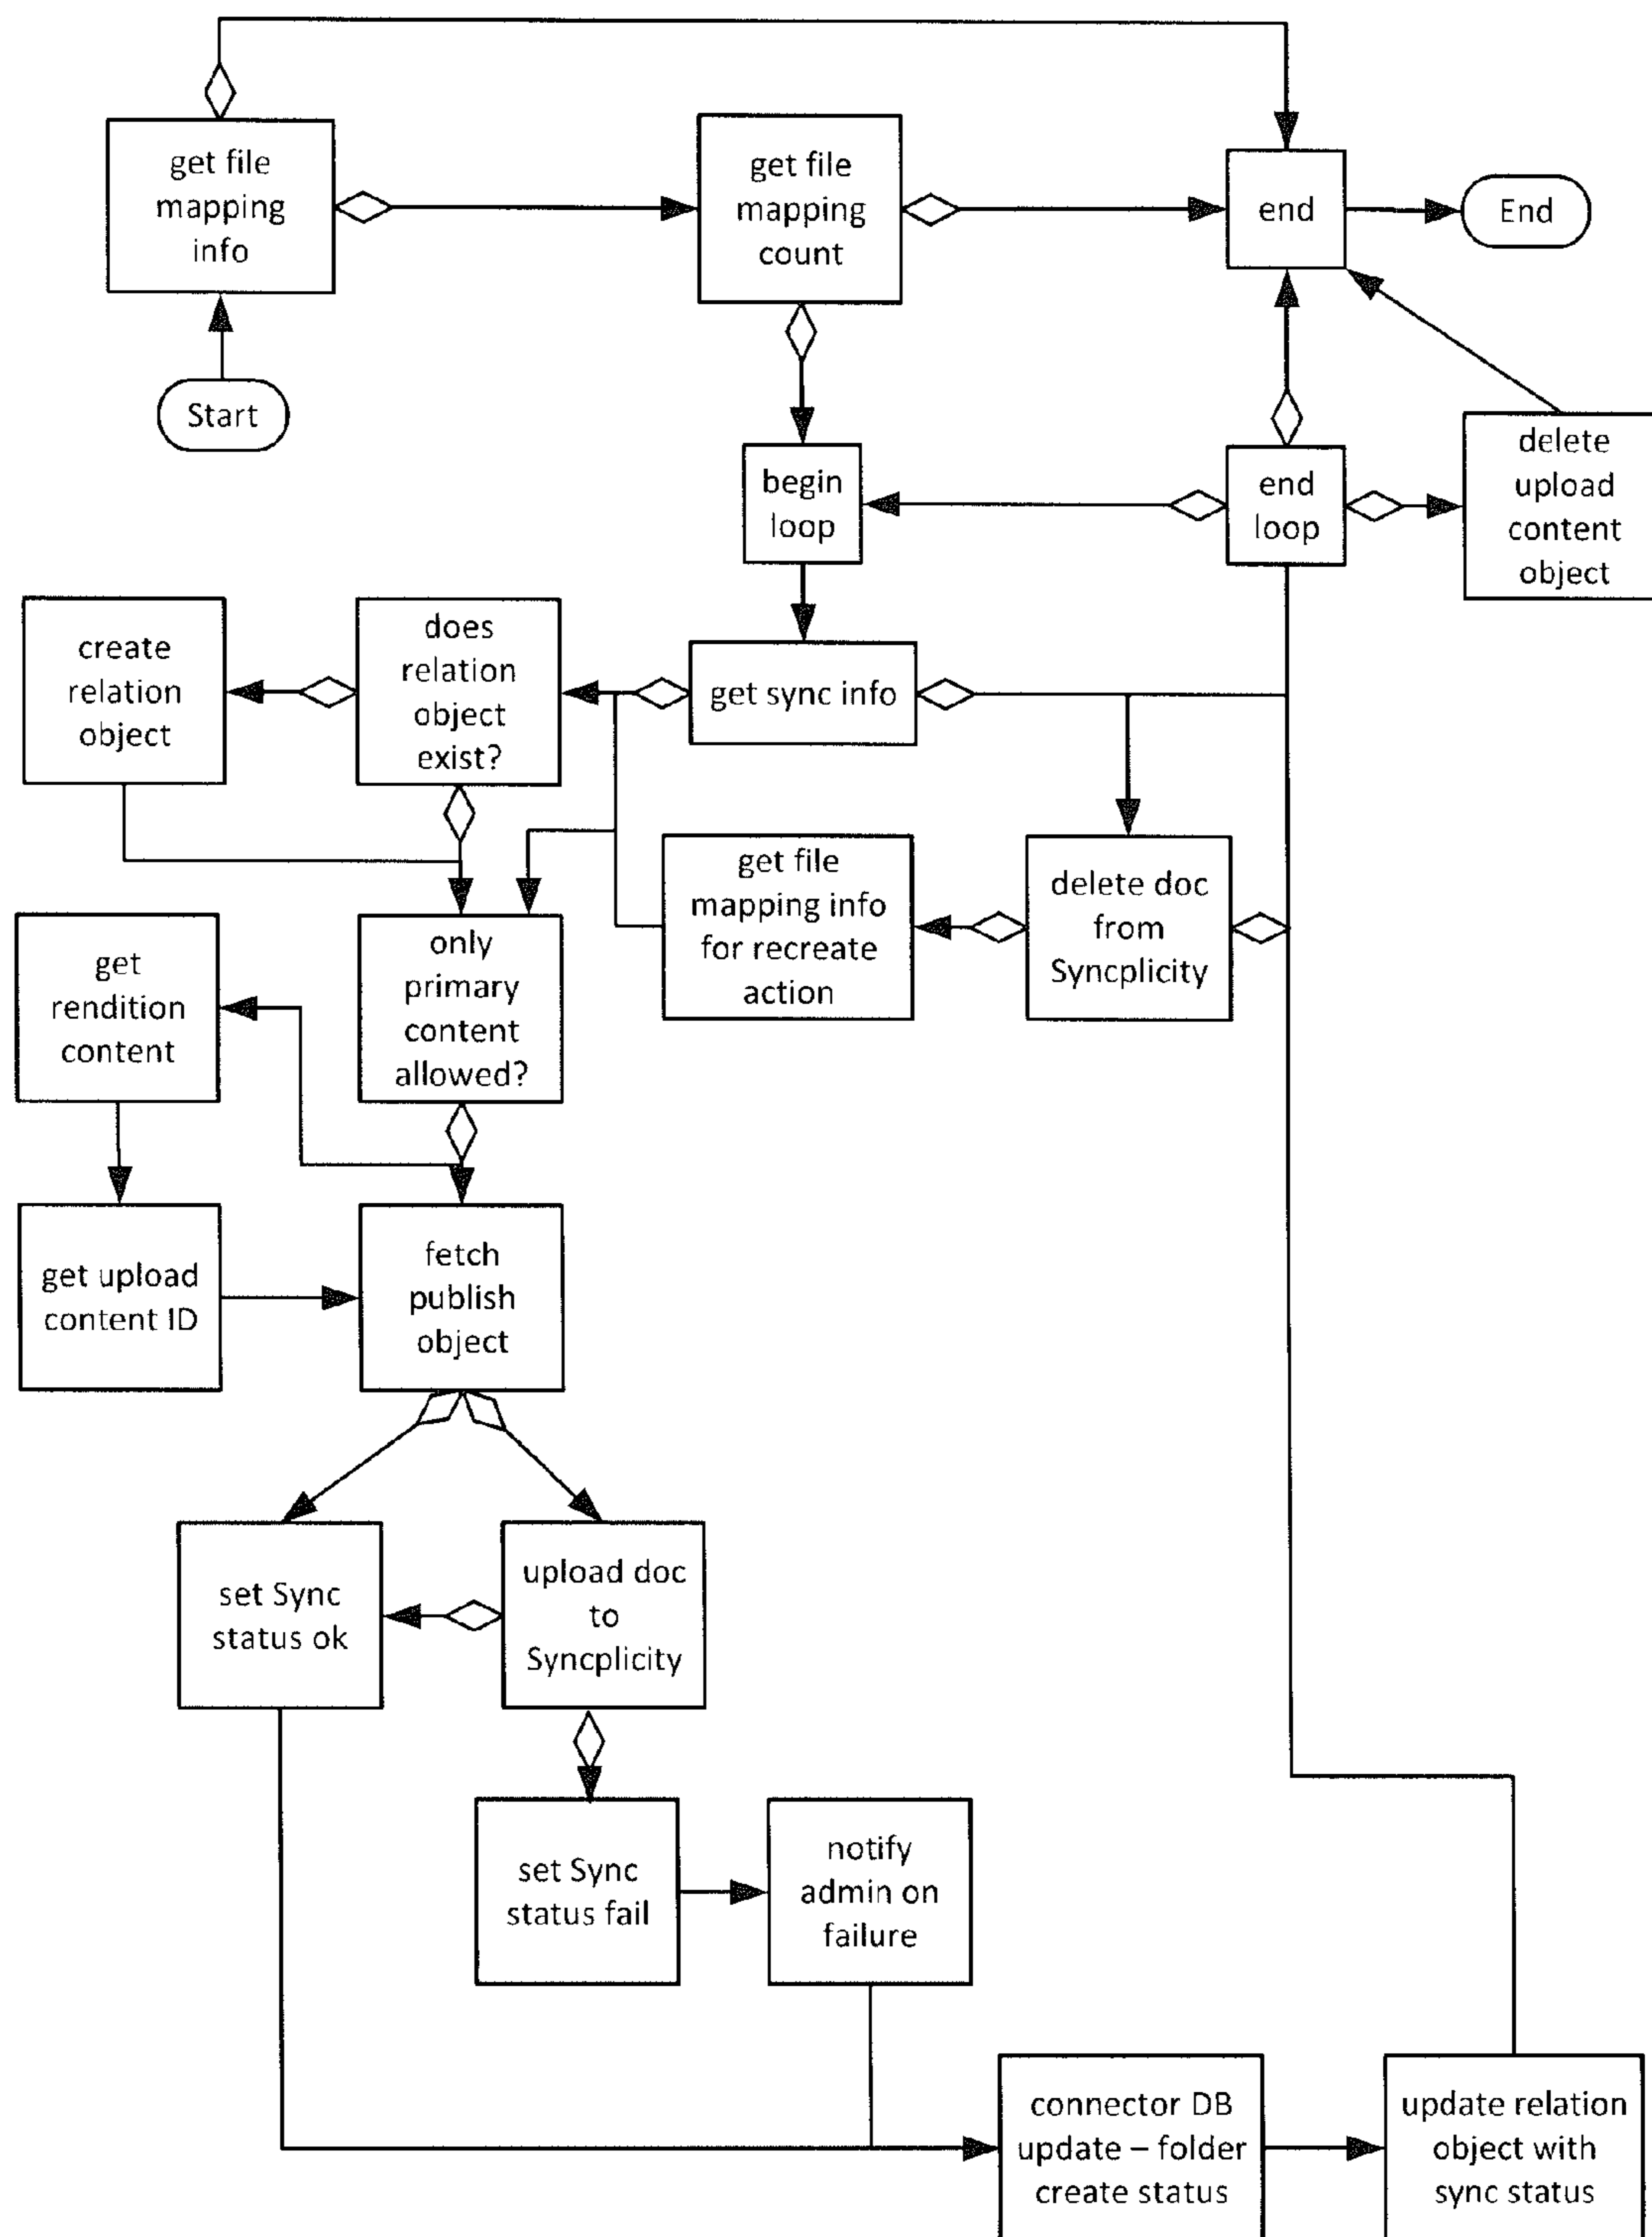 get file
mapping
info
get file
mapping
count
end
End
Start
begin
loop
end
loop
delete
upload
content
object
create
relation
object
does
relation
object
exist?
get sync info
get file
mapping info
for recreate
action
delete doc
from
Syncplicity
get
rendition
content
only
primary
content
allowed?
get upload
content ID
fetch
publish
object
set Sync
status ok
upload doc
to
Syncplicity
set Sync
status fail
notify
admin on
failure
connector DB
update – folder
create status
update relation
object with
sync status